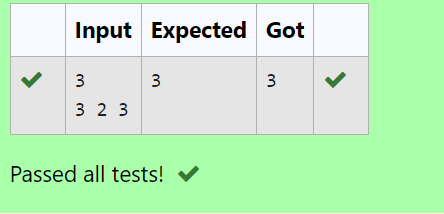 Input Expected Got
3 3 3
3 2 3
Passed all tests!